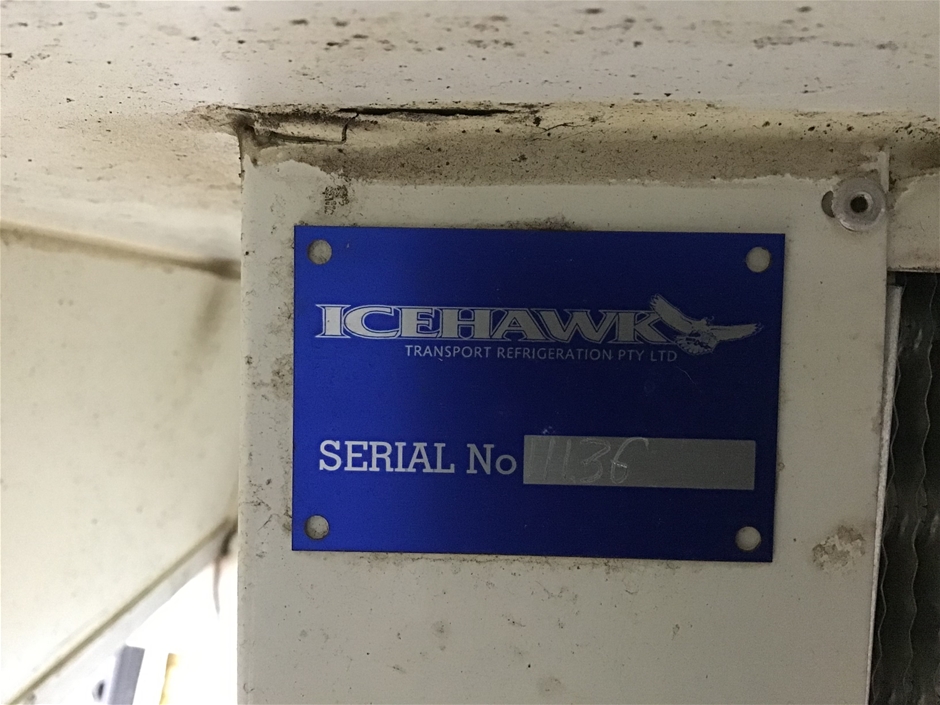 ICEHAWK
TRANSPORT REFRIGERATION PTY LTD
SERIAL No 1136